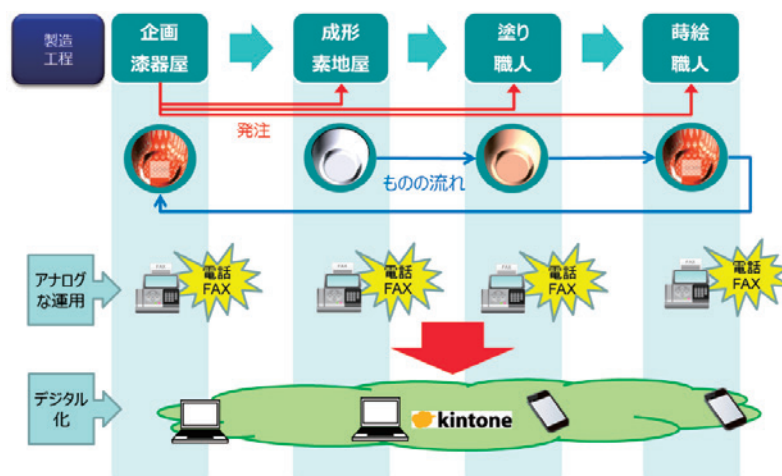 製造
工程
企画
漆器屋
成形
素地屋
塗り
職人
蒔絵
職人
発注
ものの流れ
アナログ
な運用
FAX
電話
FAX
FAX
電話
FAX
FAX
電話
FAX
FAX
電話
FAX
デジタル
化
kintone